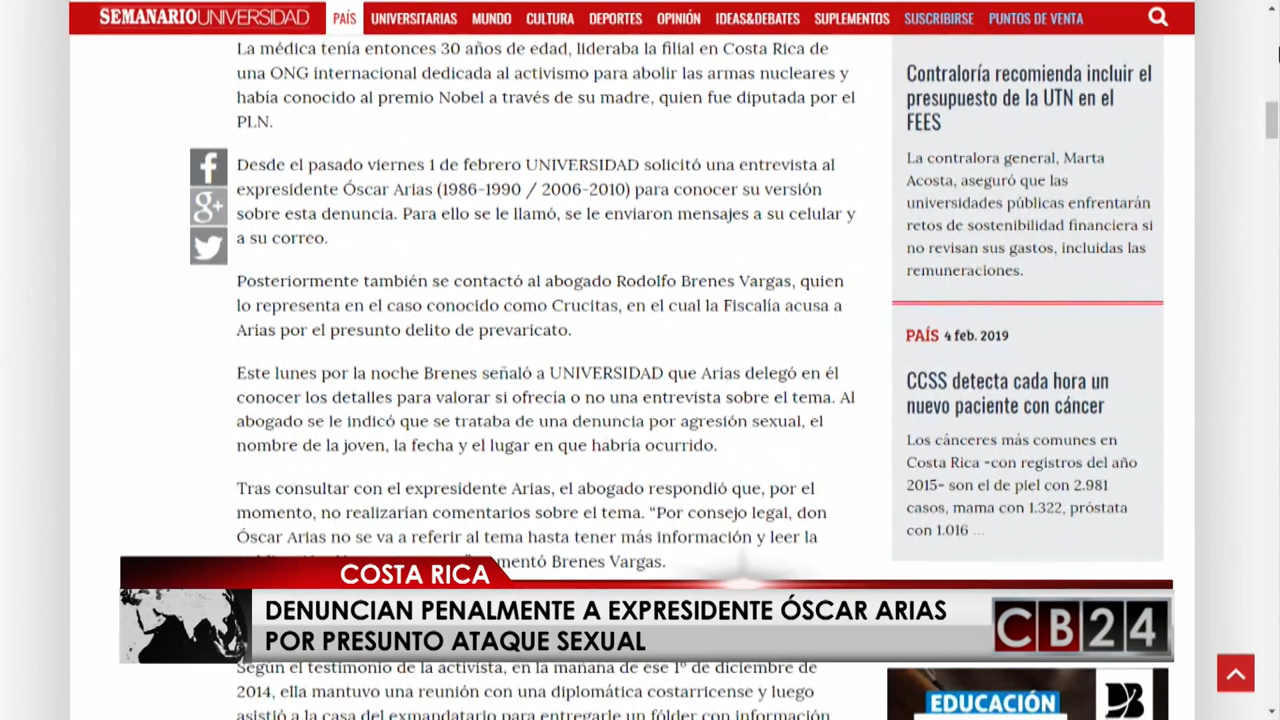 SEMANARIOUNIVERSIDAD
PAÍS
UNIVERSITARIAS
MUNDO
CULTURA
DEPORTES
OPINIÓN
IDEAS&DEBATES
SUPLEMENTOS
SUSCRIBIRSE
PUNTOS DE VENTA
La médica tenía entonces 30 años de edad, lideraba la filial en Costa Rica de
una ONG internacional dedicada al activismo para abolir las armas nucleares y
había conocido al premio Nobel a través de su madre, quien fue diputada por el
PLN.
Desde el pasado viernes 1 de febrero UNIVERSIDAD solicitó una entrevista al
expresidente Óscar Arias (1986-1990 / 2006-2010) para conocer su versión
sobre esta denuncia. Para ello se le llamó, se le enviaron mensajes a su celular y
a su correo.
Posteriormente también se contactó al abogado Rodolfo Brenes Vargas, quien
lo representa en el caso conocido como Crucitas, en el cual la Fiscalía acusa a
Arias por el presunto delito de prevaricato.
Este lunes por la noche Brenes señaló a UNIVERSIDAD que Arias delegó en él
conocer los detalles para valorar si ofrecía o no una entrevista sobre el tema. Al
abogado se le indicó que se trataba de una denuncia por agresión sexual, el
nombre de la joven, la fecha y el lugar en que habría ocurrido.
Tras consultar con el expresidente Arias, el abogado respondió que, por el
momento, no realizarían comentarios sobre el tema. “Por consejo legal, don
Óscar Arias no se va a referir al tema hasta tener más información y leer la
mentó Brenes Vargas.
Según el testimonio de la activista, en la mañana de ese 1º de diciembre de
2014, ella mantuvo una reunión con una diplomática costarricense y luego
asistió a la casa del exmandatario para entregarle un fólder con información
Contraloría recomienda incluir el
presupuesto de la UTN en el
FEES
La contralora general, Marta
Acosta, aseguró que las
universidades públicas enfrentarán
retos de sostenibilidad financiera si
no revisan sus gastos, incluidas las
remuneraciones.
PAÍS 4 feb. 2019
CCSS detecta cada hora un
nuevo paciente con cáncer
Los cánceres más comunes en
Costa Rica -con registros del año
2015- son el de piel con 2.981
casos, mama con 1.322, próstata
con 1.016 ...
COSTA RICA
DENUNCIAN PENALMENTE A EXPRESIDENTE ÓSCAR ARIAS
POR PRESUNTO ATAQUE SEXUAL
CB24
EDUCACIÓN